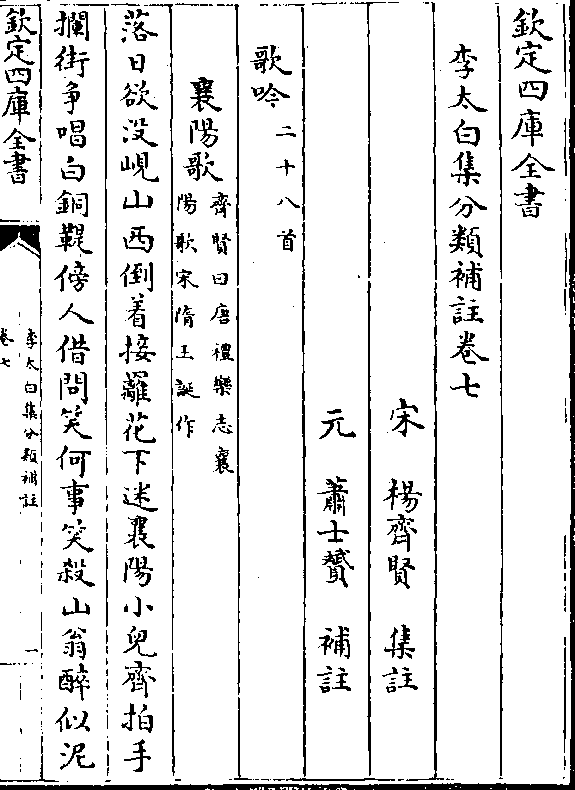 欽定四庫全書
李太白集分類補註卷七
宋 楊齊賢 集註
元 蕭士贇 補註
歌吟二十八首
襄陽歌齊賢曰唐禮樂志襄
陽歌宋隋王誕作
落日欲没峴山西倒着接䍦花下迷襄陽小兒齊拍手
攔街争唱白銅鞮傍人借問笑何事笑殺山翁醉似泥
欽定四庫全書
李太白集分類補註
卷七
一